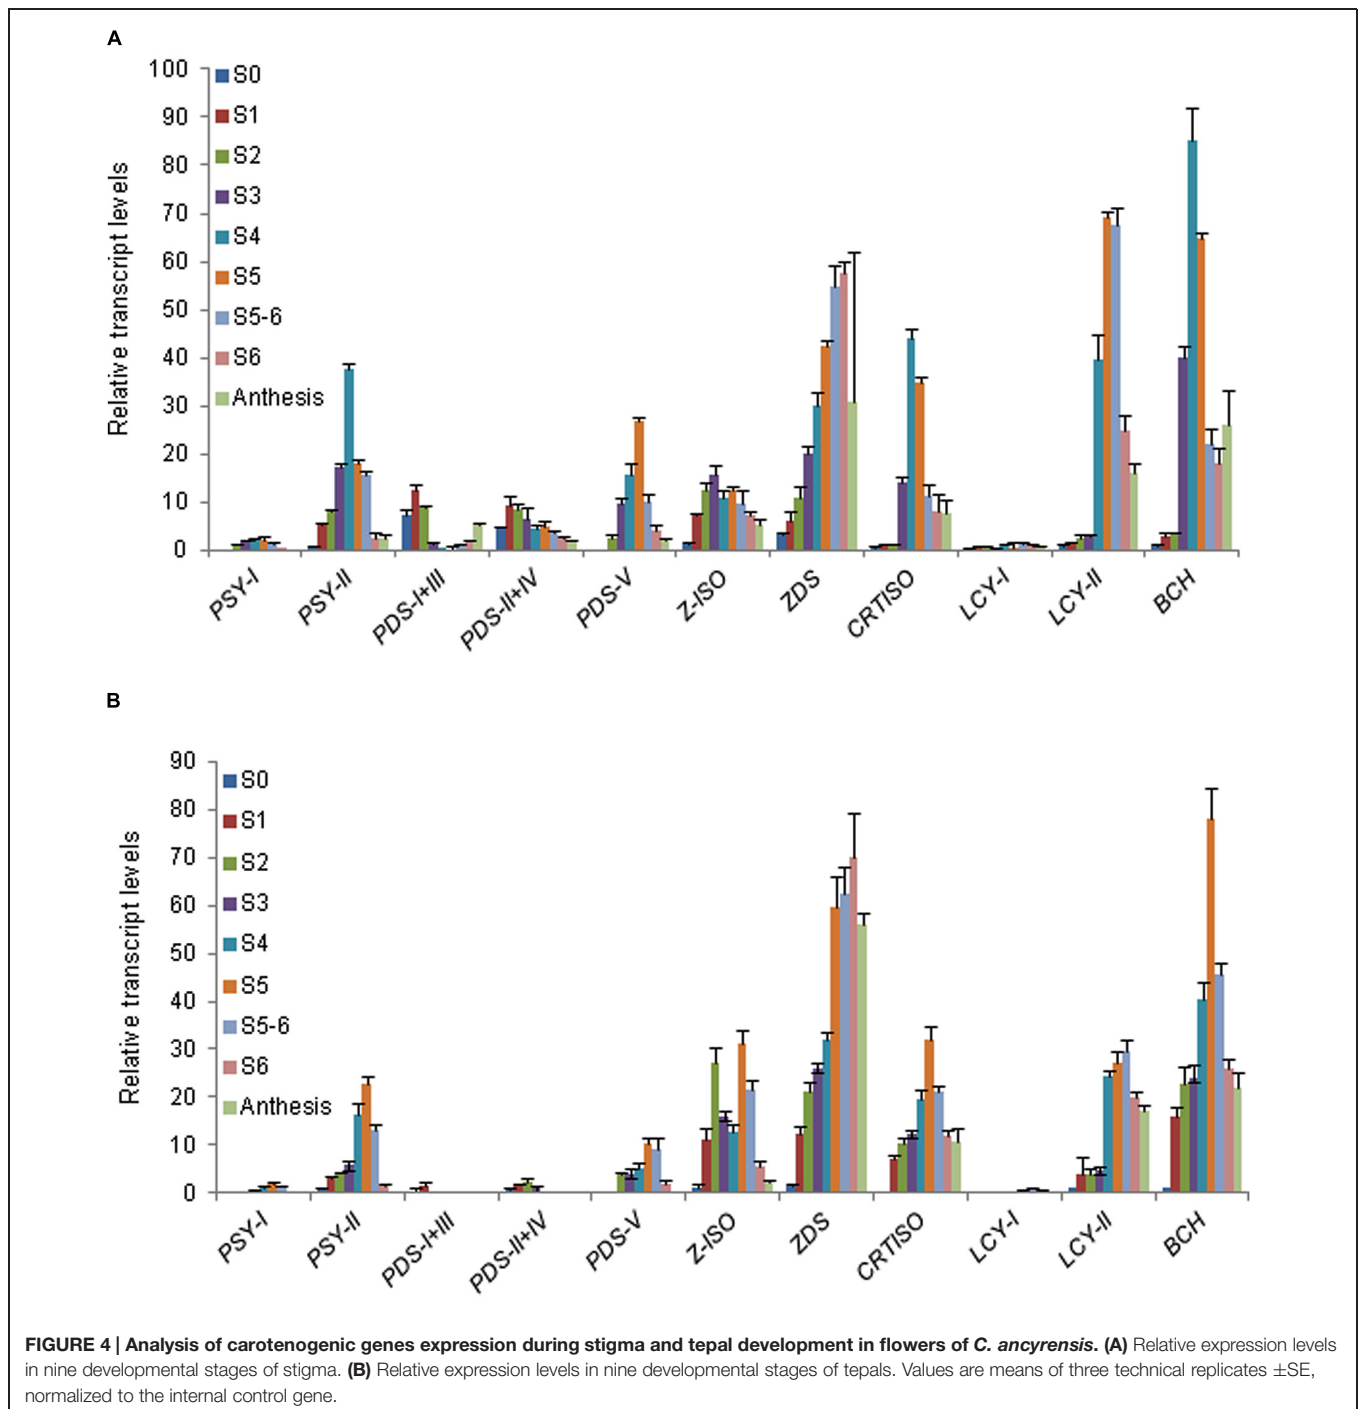 A
100
90
80
70
60
50
40
30
20
10
0
Relative transcript levels
S0
S1
S2
S3
S4
S5
S5-6
S6
Anthesis
PSY-I
PSY-II
PDS-I+III
PDS-II+IV
PDS-V
Z-ISO
ZDS
CRTISO
LCY-I
LCY-II
BCH
B
90
80
70
60
50
40
30
20
10
0
Relative transcript levels
S0
S1
S2
S3
S4
S5
S5-6
S6
Anthesis
PSY-I
PSY-II
PDS-I+III
PDS-II+IV
PDS-V
Z-ISO
ZDS
CRTISO
LCY-I
LCY-II
BCH
FIGURE 4 | Analysis of carotenogenic genes expression during stigma and tepal development in flowers of C. ancyrensis. (A) Relative expression levels
in nine developmental stages of stigma. (B) Relative expression levels in nine developmental stages of tepals. Values are means of three technical replicates ±SE,
normalized to the internal control gene.